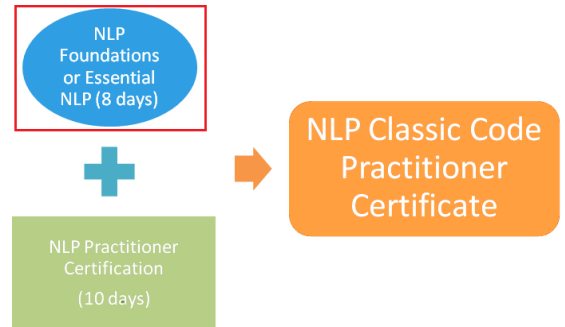 NLP
Foundations
or Essential
NLP (8 days)
NLP Practitioner
Certification
(10 days)
NLP Classic Code
Practitioner
Certificate